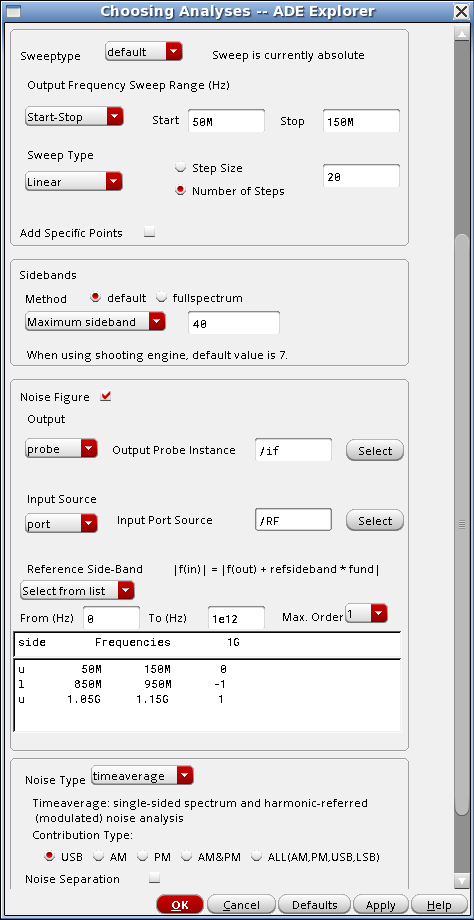 Choosing Analyses -- ADE Explorer
Sweeptype default Sweep is currently absolute
Output Frequency Sweep Range (Hz)
Start-Stop Start 50M Stop 150M
Sweep Type
Step Size
Linear 20
Number of Steps
Add Specific Points
Sidebands
Method default fullspectrum
Maximum sideband 40
When using shooting engine, default value is 7.
Noise Figure
Output
probe Output Probe Instance /if Select
Input Source
port Input Port Source /RF Select
Reference Side-Band |f(in)| = |f(out) + refsideband * fund|
Select from list
From (Hz) 0 To (Hz) 1e12 Max. Order 1
side Frequencies 1G
u 50M 150M 0
l 850M 950M -1
u 1.05G 1.15G 1
Noise Type timeaverage
Timeaverage: single-sided spectrum and harmonic-referred
(modulated) noise analysis
Contribution Type:
USB AM PM AM&PM ALL(AM,PM,USB,LSB)
Noise Separation
OK Cancel Defaults Apply Help